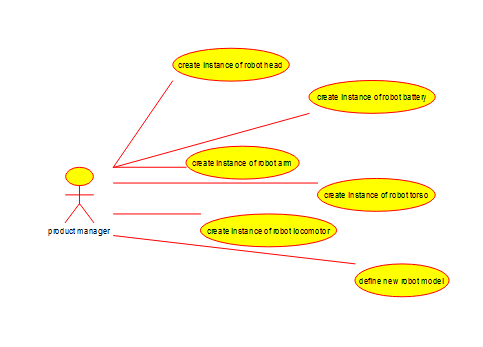 create instance of robot head
create instance of robot battery
create instance of robot arm
create instance of robot torso
product manager
create instance of robot locomotor
define new robot model